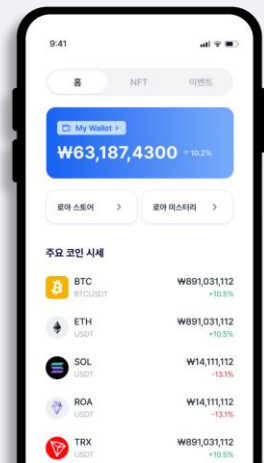 9:41
홈 NFT 이벤트
My Wallet >
₩63,187,4300 + 10.2%
로아 스토어 >
로아 미스터리 >
주요 코인 시세
BTC ₩891,031,112
BTCUSDT +10.5%
ETH ₩891,031,112
USDT +10.5%
SOL ₩14,111,112
USDT -13.1%
ROA ₩14,111,112
USDT -13.1%
TRX ₩891,031,112
USDT +10.5%